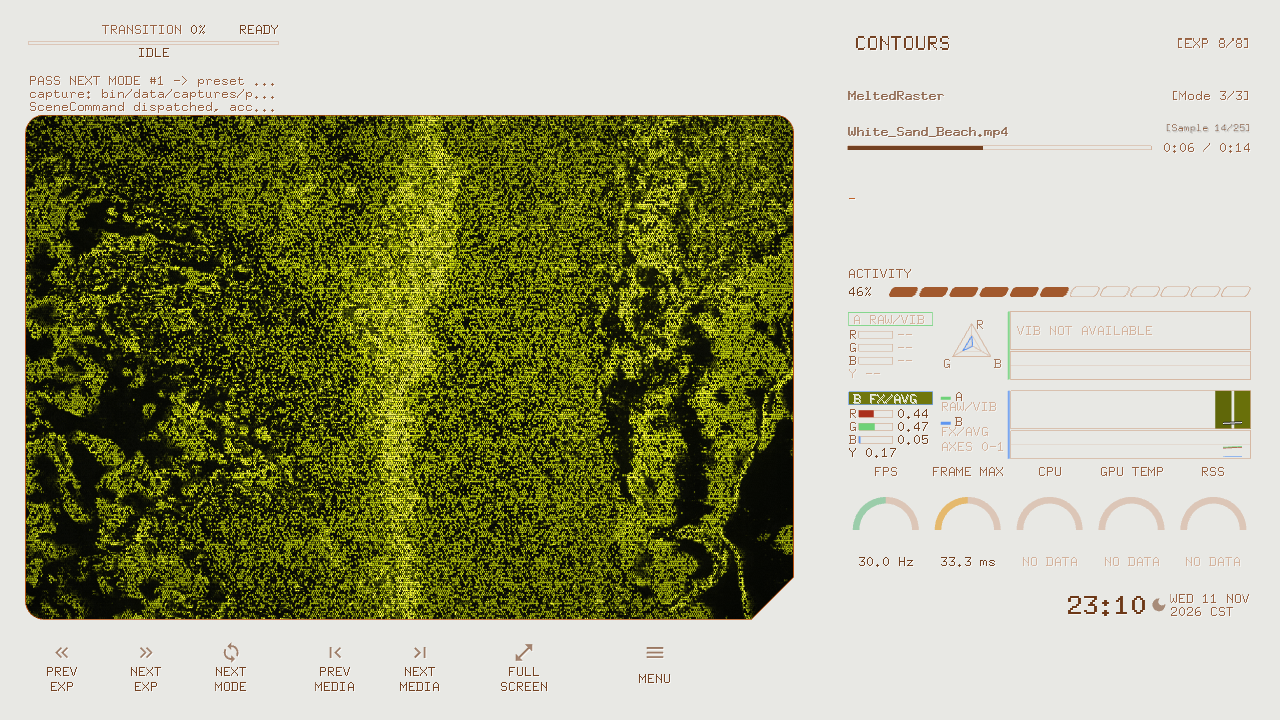 TRANSITION 0% READY
IDLE
PASS NEXT MODE #1 -> preset ...
capture: bin/data/captures/p...
SceneCommand dispatched, acc...
CONTOURS [EXP 8/8]
MeltedRaster [Mode 3/3]
White_Sand_Beach.mp4 [Sample 14/25]
0:06 / 0:14
-
ACTIVITY
46%
A RAW/VIB
R --
G --
B --
Y --
R
G B
VIB NOT AVAILABLE
B FX/AVG
R 0.44
G 0.47
B 0.05
Y 0.17
A
RAW/VIB
B
FX/AVG
AXES 0-1
FPS FRAME MAX CPU GPU TEMP RSS
30.0 Hz 33.3 ms NO DATA NO DATA NO DATA
23:10 WED 11 NOV
2026 CST
PREV EXP
NEXT EXP
NEXT MODE
PREV MEDIA
NEXT MEDIA
FULL SCREEN
MENU